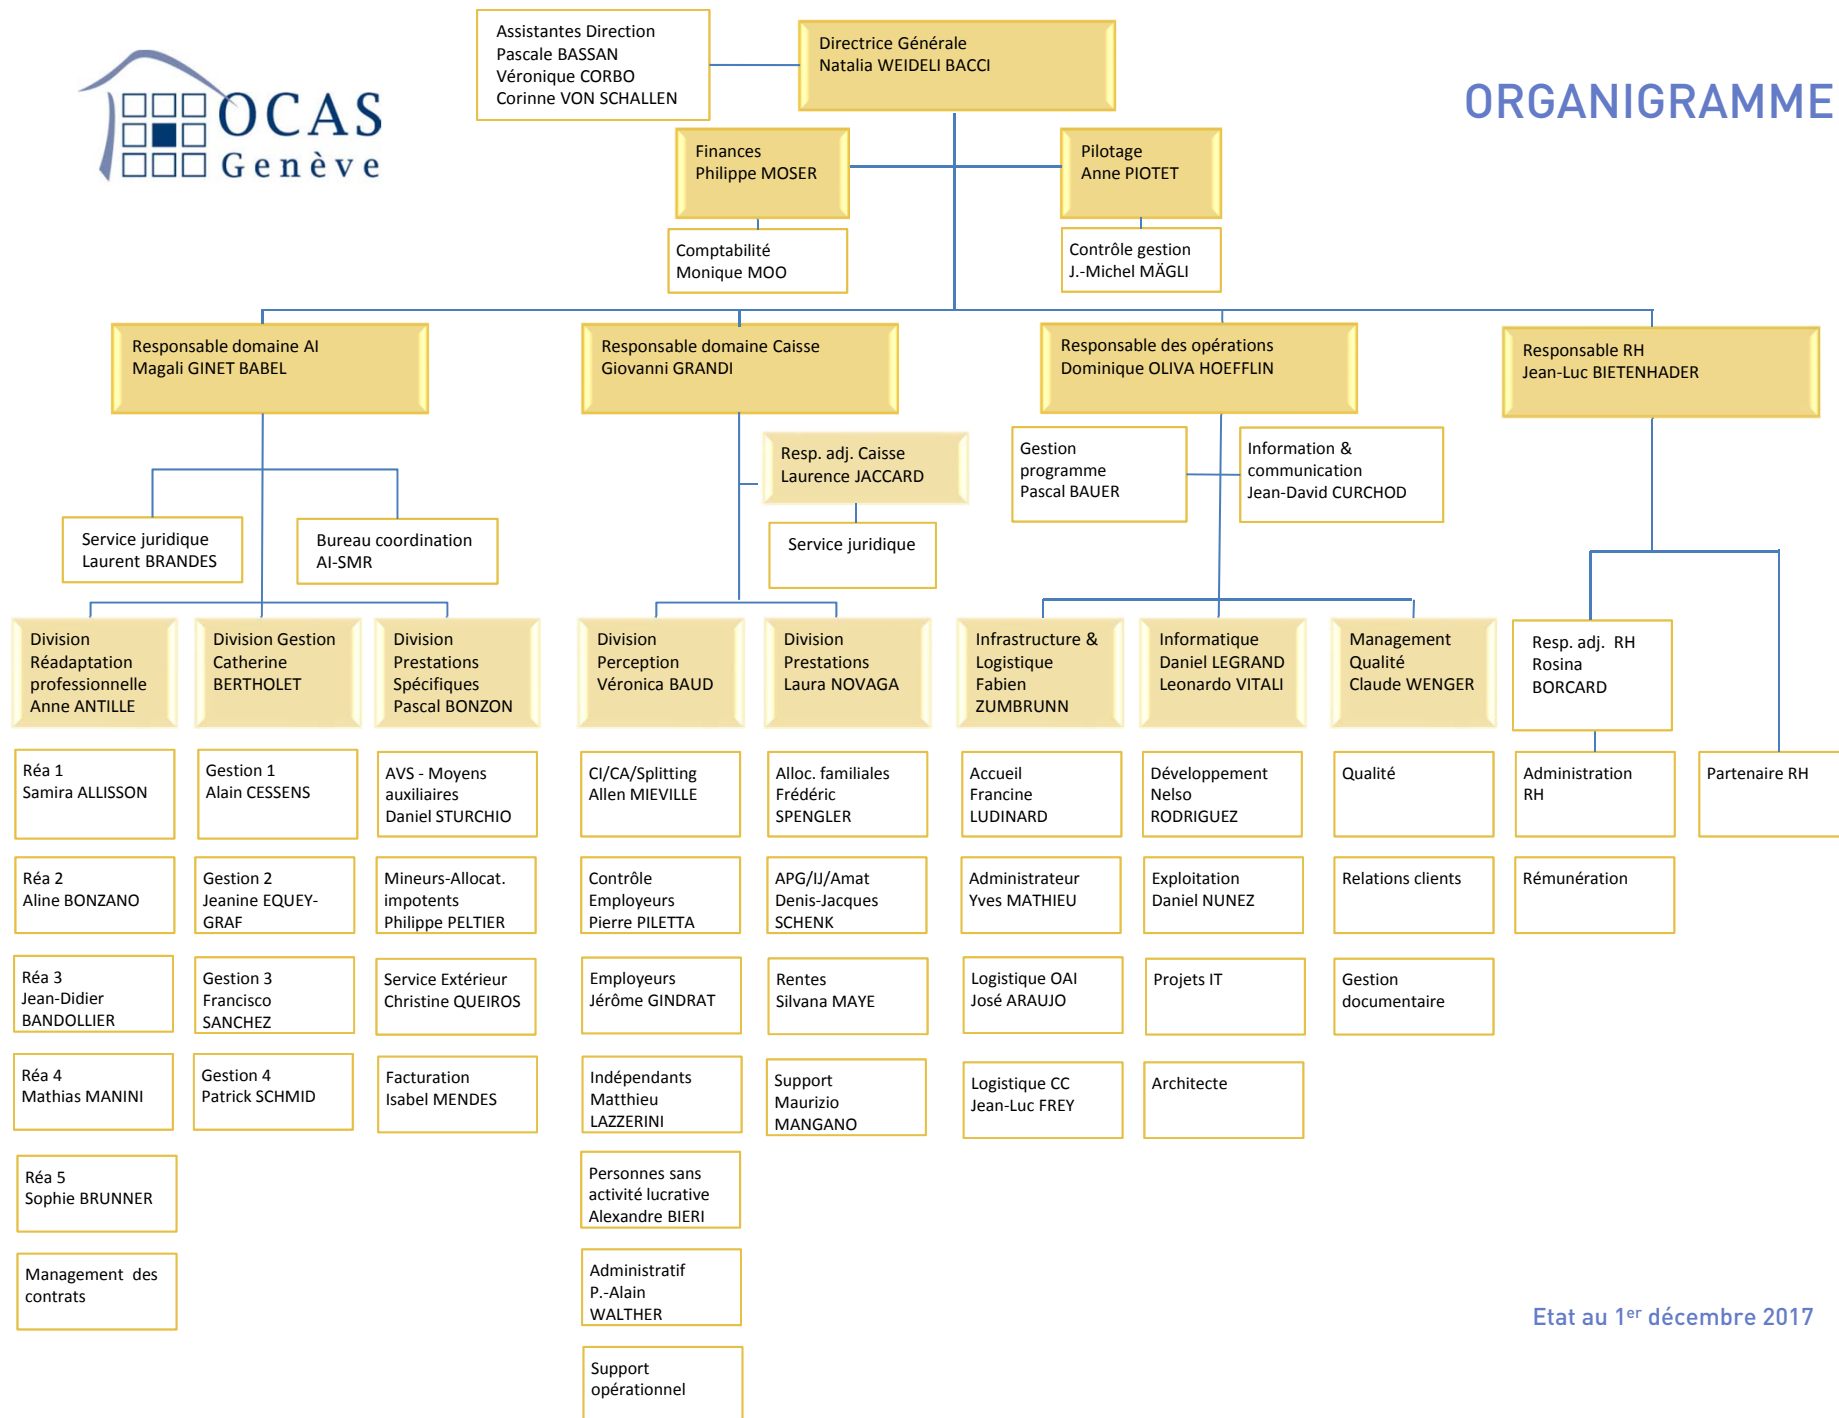 OCAS
Genève
Assistantes Direction
Pascale BASSAN
Véronique CORBO
Corinne VON SCHALLEN
Directrice Générale
Natalia WEIDELI BACCI
ORGANIGRAMME
Finances
Philippe MOSER
Pilotage
Anne PIOTET
Comptabilité
Monique MOO
Contrôle gestion
J.-Michel MÄGLI
Responsable domaine AI
Magali GINET BABEL
Responsable domaine Caisse
Giovanni GRANDI
Responsable des opérations
Dominique OLIVA HOEFFLIN
Responsable RH
Jean-Luc BIETENHADER
Resp. adj. Caisse
Laurence JACCARD
Gestion
programme
Pascal BAUER
Information &
communication
Jean-David CURCHOD
Service juridique
Laurent BRANDES
Bureau coordination
AI-SMR
Service juridique
Division
Réadaptation
professionnelle
Anne ANTILLE
Division Gestion
Catherine
BERTHOLET
Division
Prestations
Spécifiques
Pascal BONZON
Division
Perception
Véronica BAUD
Division
Prestations
Laura NOVAGA
Infrastructure &
Logistique
Fabien
ZUMBRUNN
Informatique
Daniel LEGRAND
Leonardo VITALI
Management
Qualité
Claude WENGER
Resp. adj. RH
Rosina
BORCARD
Réa 1
Samira ALLISSON
Gestion 1
Alain CESSENS
AVS - Moyens
auxiliaires
Daniel STURCHIO
CI/CA/Splitting
Allen MIEVILLE
Alloc. familiales
Frédéric
SPENGLER
Accueil
Francine
LUDINARD
Développement
Nelso
RODRIGUEZ
Qualité
Administration
RH
Partenaire RH
Réa 2
Aline BONZANO
Gestion 2
Jeanine EQUEY-
GRAF
Mineurs-Allocat.
impotents
Philippe PELTIER
Contrôle
Employeurs
Pierre PILETTA
APG/IJ/Amat
Denis-Jacques
SCHENK
Administrateur
Yves MATHIEU
Exploitation
Daniel NUNEZ
Relations clients
Rémunération
Réa 3
Jean-Didier
BANDOLLIER
Gestion 3
Francisco
SANCHEZ
Service Extérieur
Christine QUEIROS
Employeurs
Jérôme GINDRAT
Rentes
Silvana MAYE
Logistique OAI
José ARAUJO
Projets IT
Gestion
documentaire
Réa 4
Mathias MANINI
Gestion 4
Patrick SCHMID
Facturation
Isabel MENDES
Indépendants
Matthieu
LAZZERINI
Support
Maurizio
MANGANO
Logistique CC
Jean-Luc FREY
Architecte
Réa 5
Sophie BRUNNER
Personnes sans
activité lucrative
Alexandre BIERI
Management des
contrats
Administratif
P.-Alain
WALTHER
Support
opérationnel
Etat au 1er décembre 2017